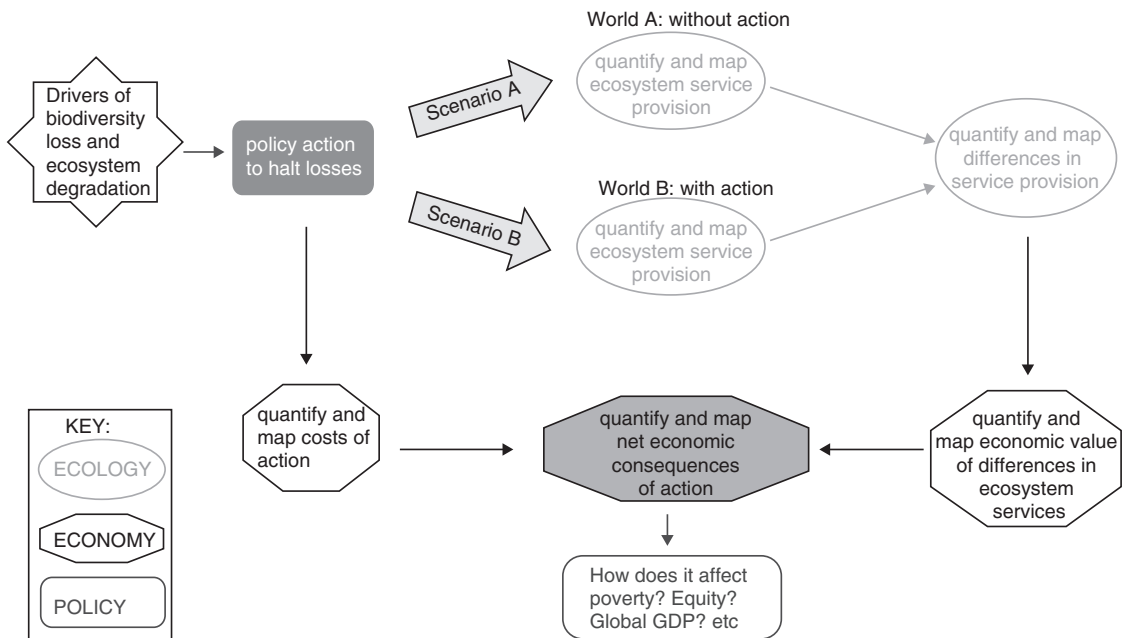 World A: without action
quantify and map
ecosystem service
provision
Drivers of
biodiversity
loss and
ecosystem
degradation
policy action
to halt losses
Scenario A
Scenario B
World B: with action
quantify and map
ecosystem service
provision
quantify and map
differences in
service provision
quantify and
map costs of
action
quantify and map
net economic
consequences
of action
quantify and
map economic value
of differences in
ecosystem
services
How does it affect
poverty? Equity?
Global GDP? etc
KEY:
ECOLOGY
ECONOMY
POLICY